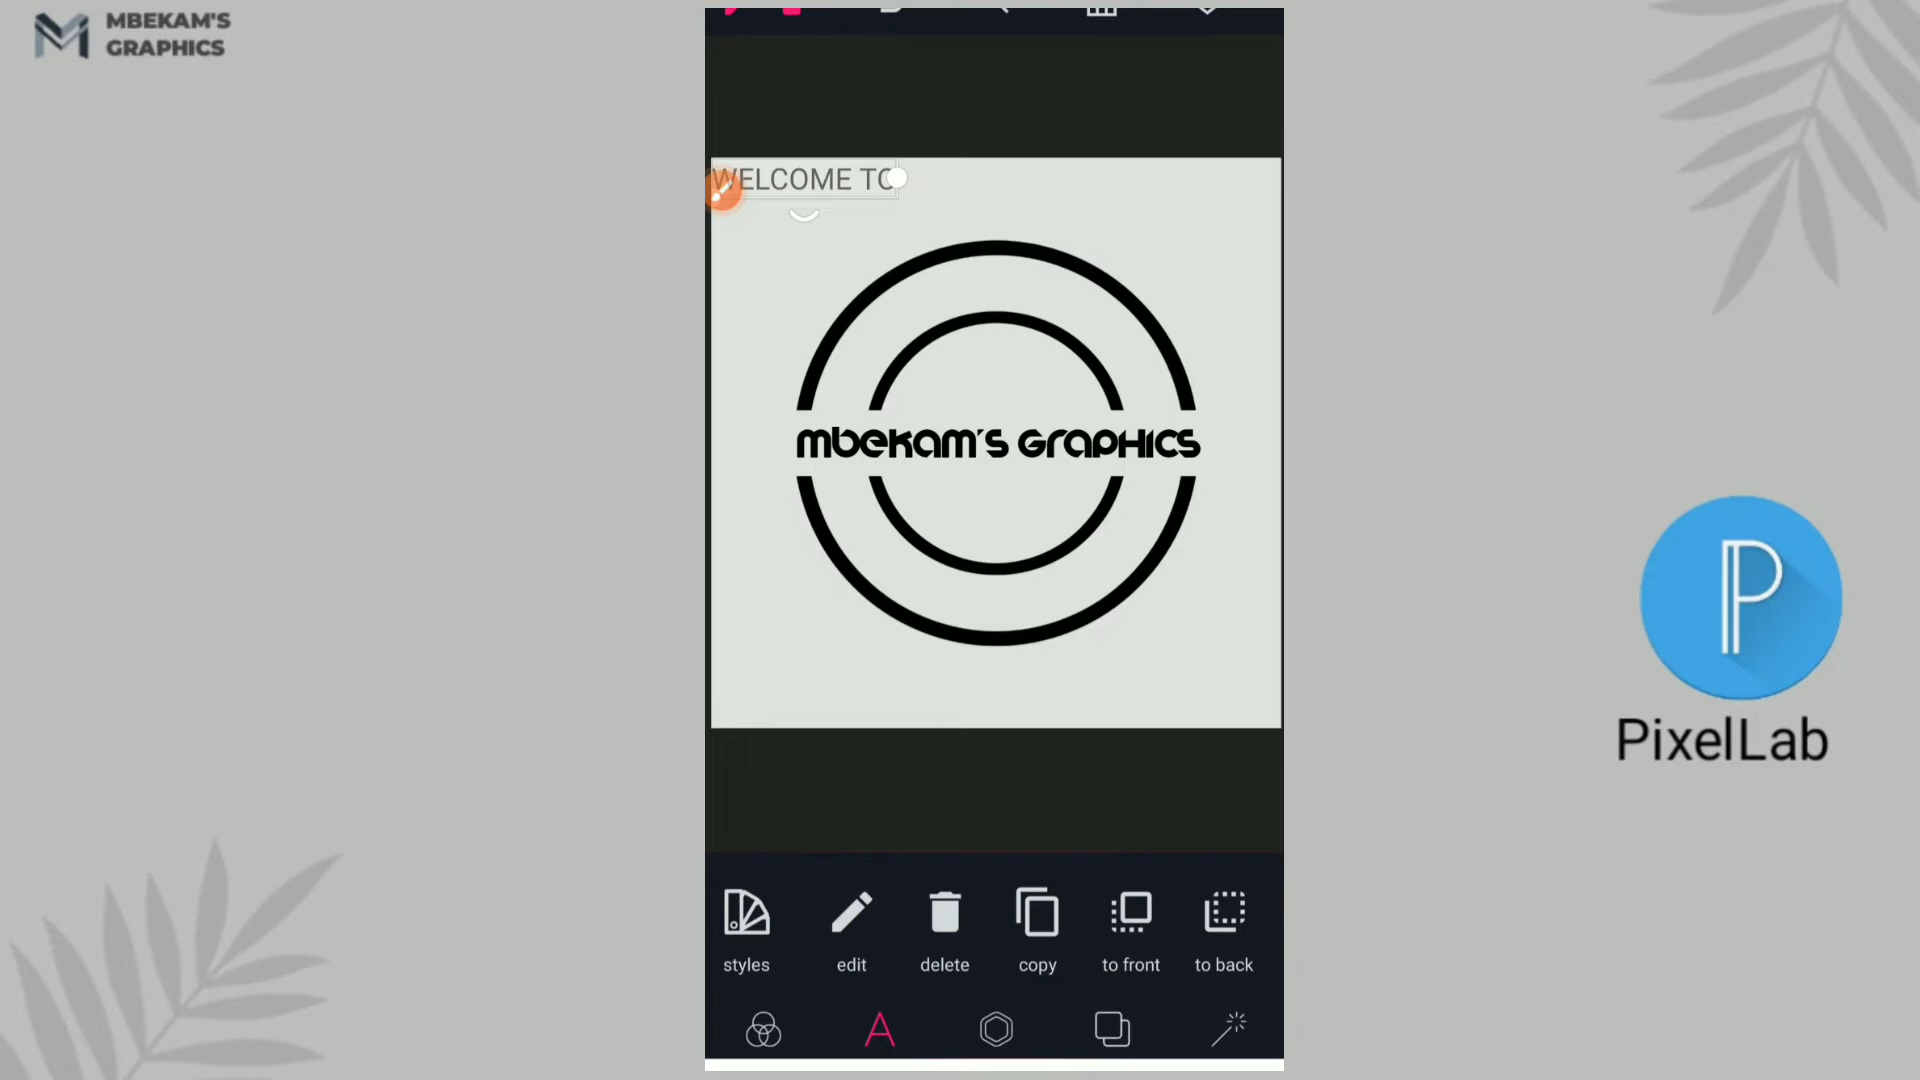 MBEKAM'S
GRAPHICS
WELCOME TO
mbekam's Graphics
PixelLab
styles
edit
delete
copy
to front
to back